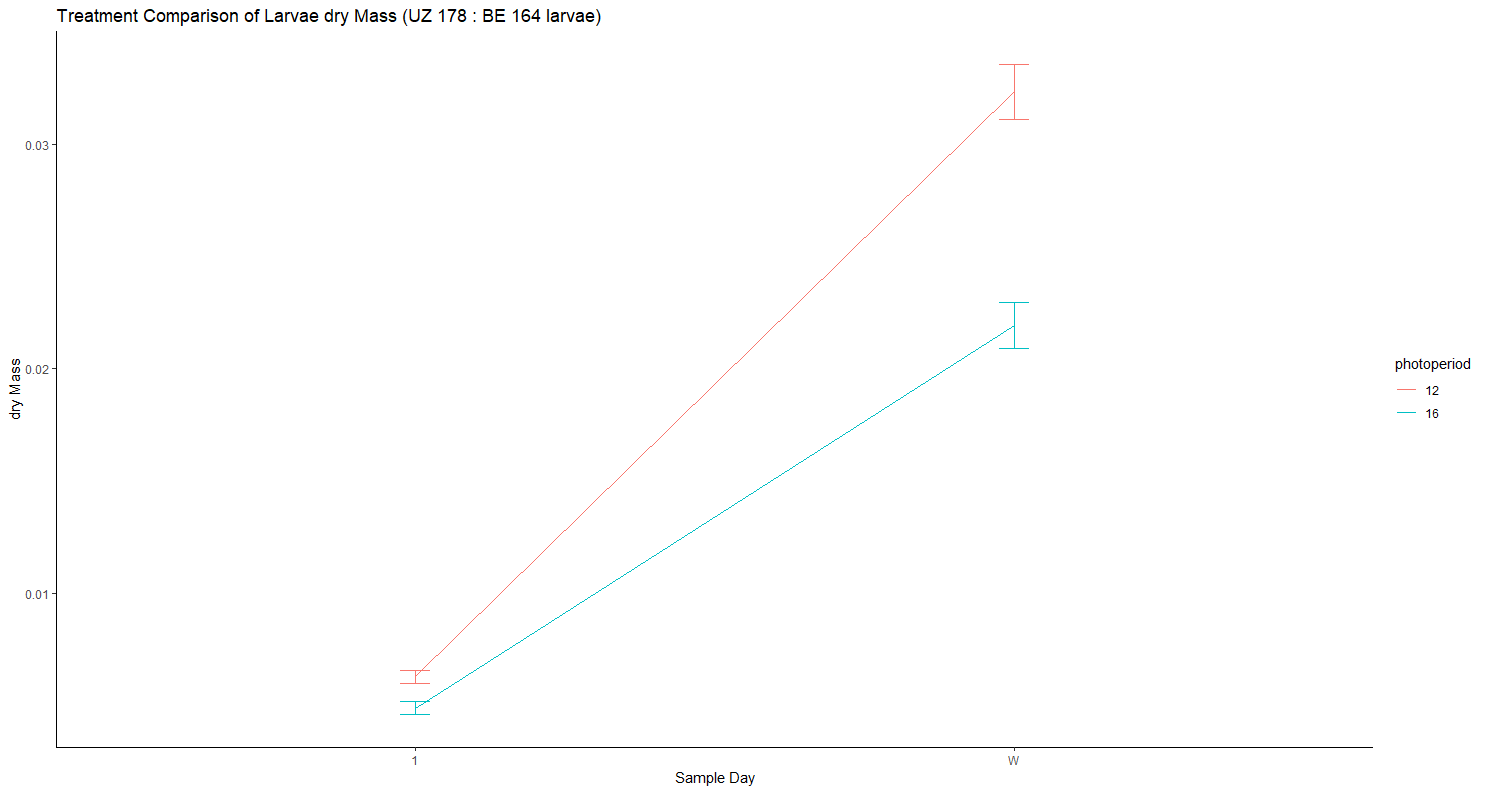 Treatment Comparison of Larvae dry Mass (UZ 178 : BE 164 larvae)
0.03
0.02
0.01
dry Mass
1
W
Sample Day
photoperiod
12
16